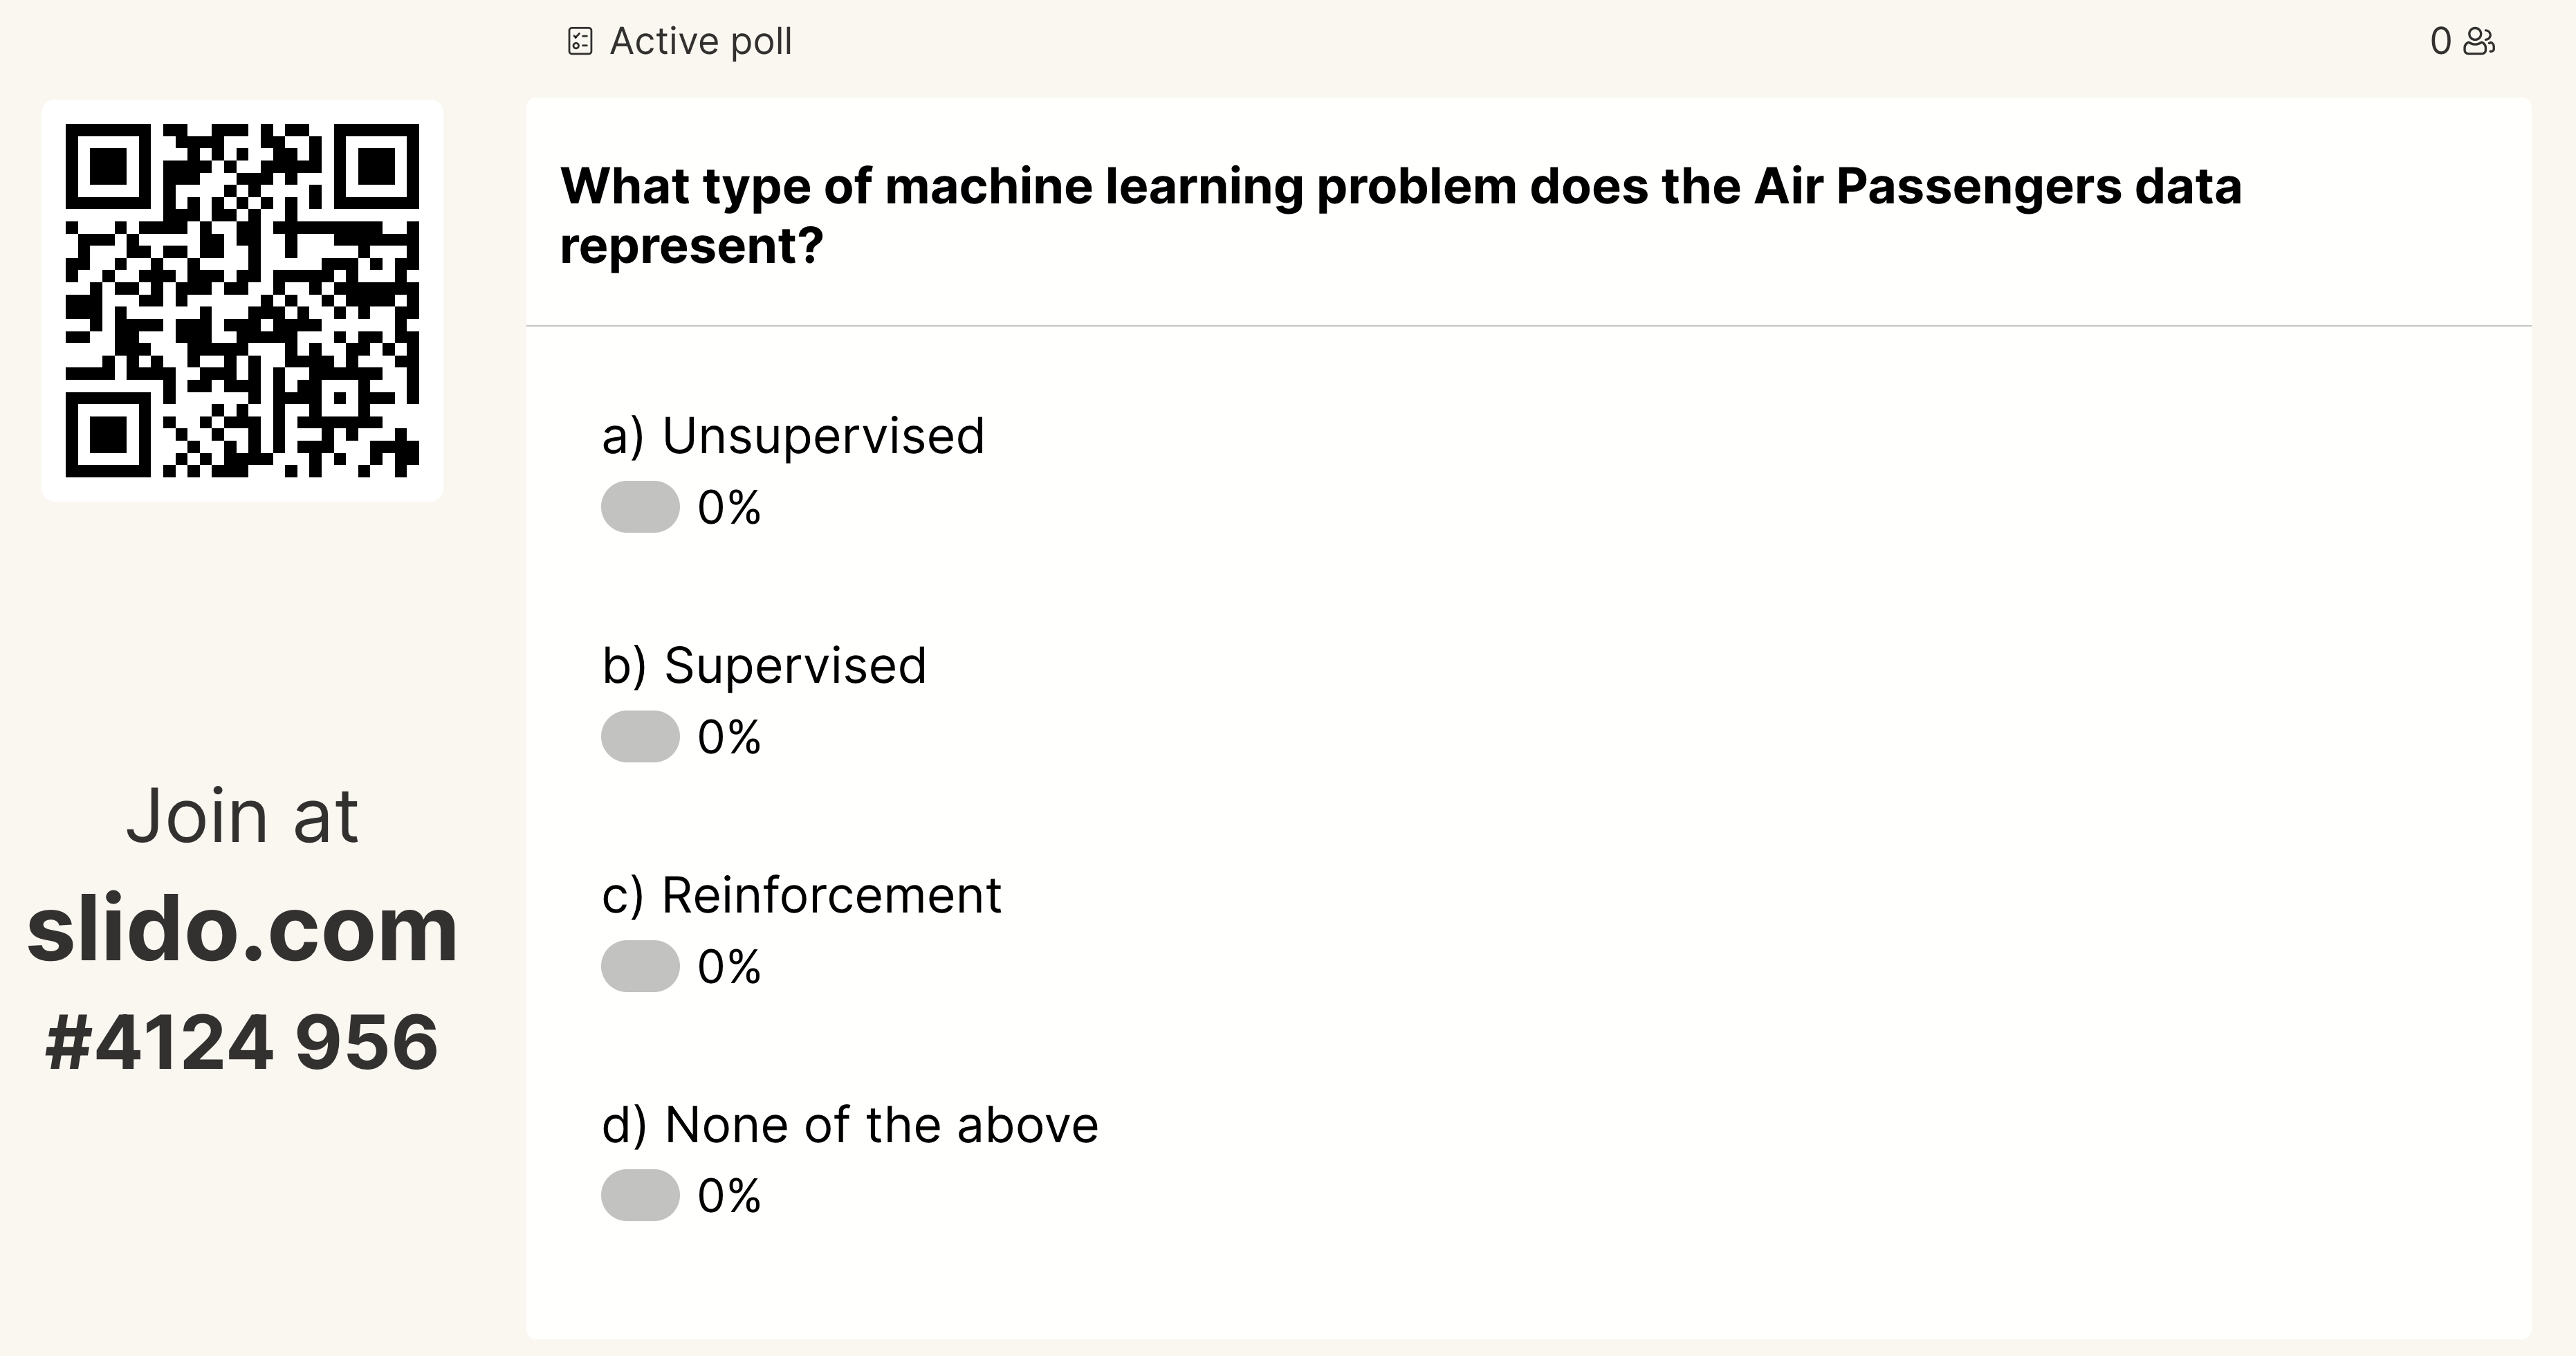 Active poll
0
What type of machine learning problem does the Air Passengers data
represent?
a) Unsupervised
0%
b) Supervised
0%
c) Reinforcement
0%
d) None of the above
0%
Join at
slido.com
#4124 956